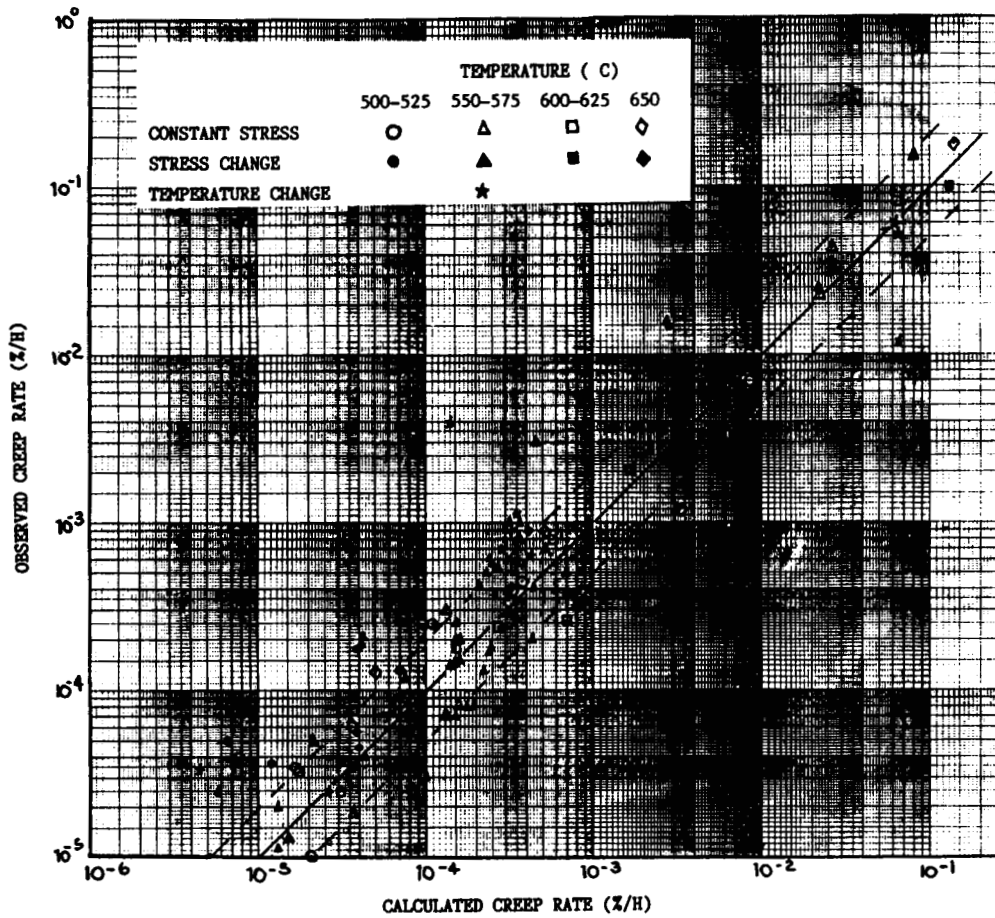 10⁰
TEMPERATURE ( C)
500-525 550-575 600-625 650
CONSTANT STRESS
STRESS CHANGE
TEMPERATURE CHANGE
10⁻¹
10⁻²
10⁻³
10⁻⁴
10⁻⁵
OBSERVED CREEP RATE (%/H)
10⁻⁶ 10⁻⁵ 10⁻⁴ 10⁻³ 10⁻² 10⁻¹
CALCULATED CREEP RATE (%/H)